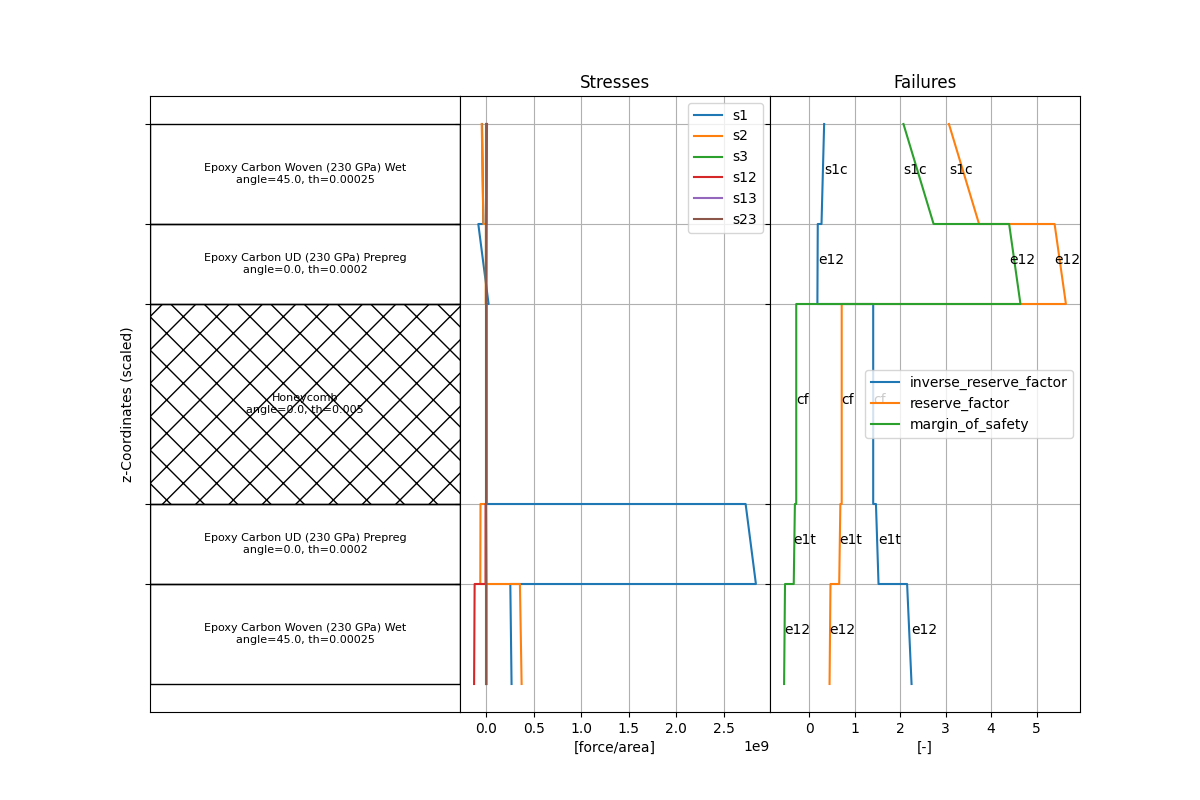 Stresses
Failures
z-Coordinates (scaled)
Epoxy Carbon Woven (230 GPa) Wet
angle=45.0, th=0.00025
Epoxy Carbon UD (230 GPa) Prepreg
angle=0.0, th=0.0002
Honeycomb
angle=0.0, th=0.005
Epoxy Carbon UD (230 GPa) Prepreg
angle=0.0, th=0.0002
Epoxy Carbon Woven (230 GPa) Wet
angle=45.0, th=0.00025
s1
s2
s3
s12
s13
s23
0.0 0.5 1.0 1.5 2.0 2.5
[force/area]
1e9
s1c s1c s1c
e12 e12 e12
cf cf cf
inverse_reserve_factor
reserve_factor
margin_of_safety
e1t e1t e1t
e12 e12 e12
0 1 2 3 4 5
[-]